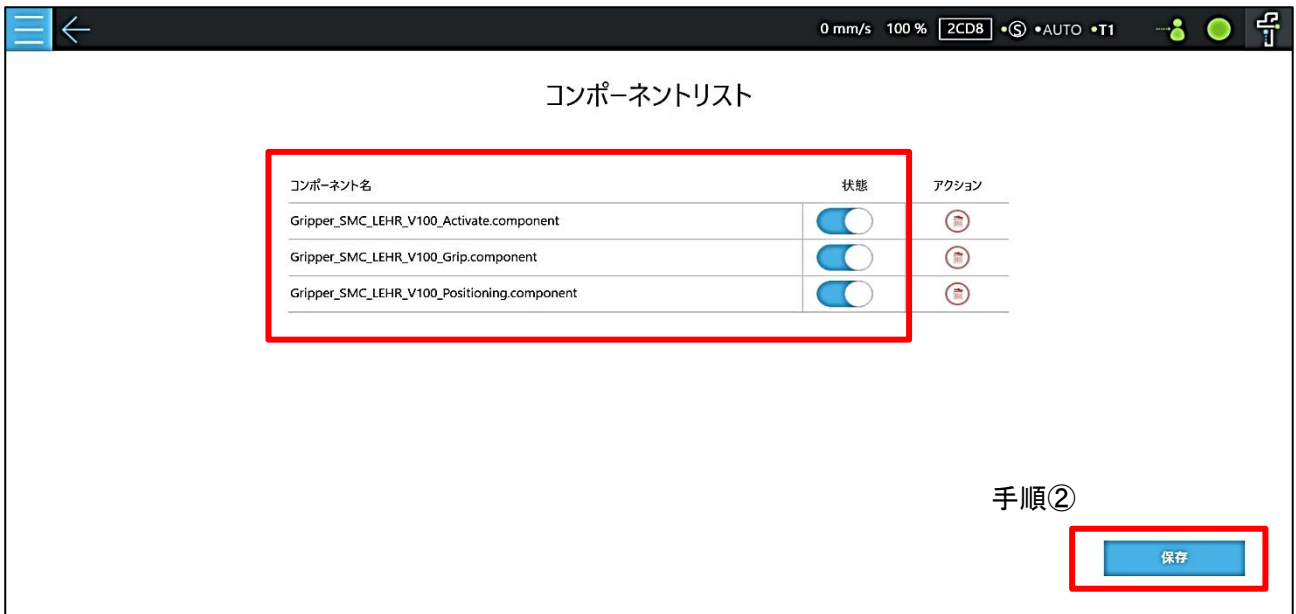 0 mm/s 100 % 2CD8 •Ⓢ •AUTO •T1
コンポーネントリスト
コンポーネント名 状態 アクション
Gripper_SMC_LEHR_V100_Activate.component
Gripper_SMC_LEHR_V100_Grip.component
Gripper_SMC_LEHR_V100_Positioning.component
手順②
保存